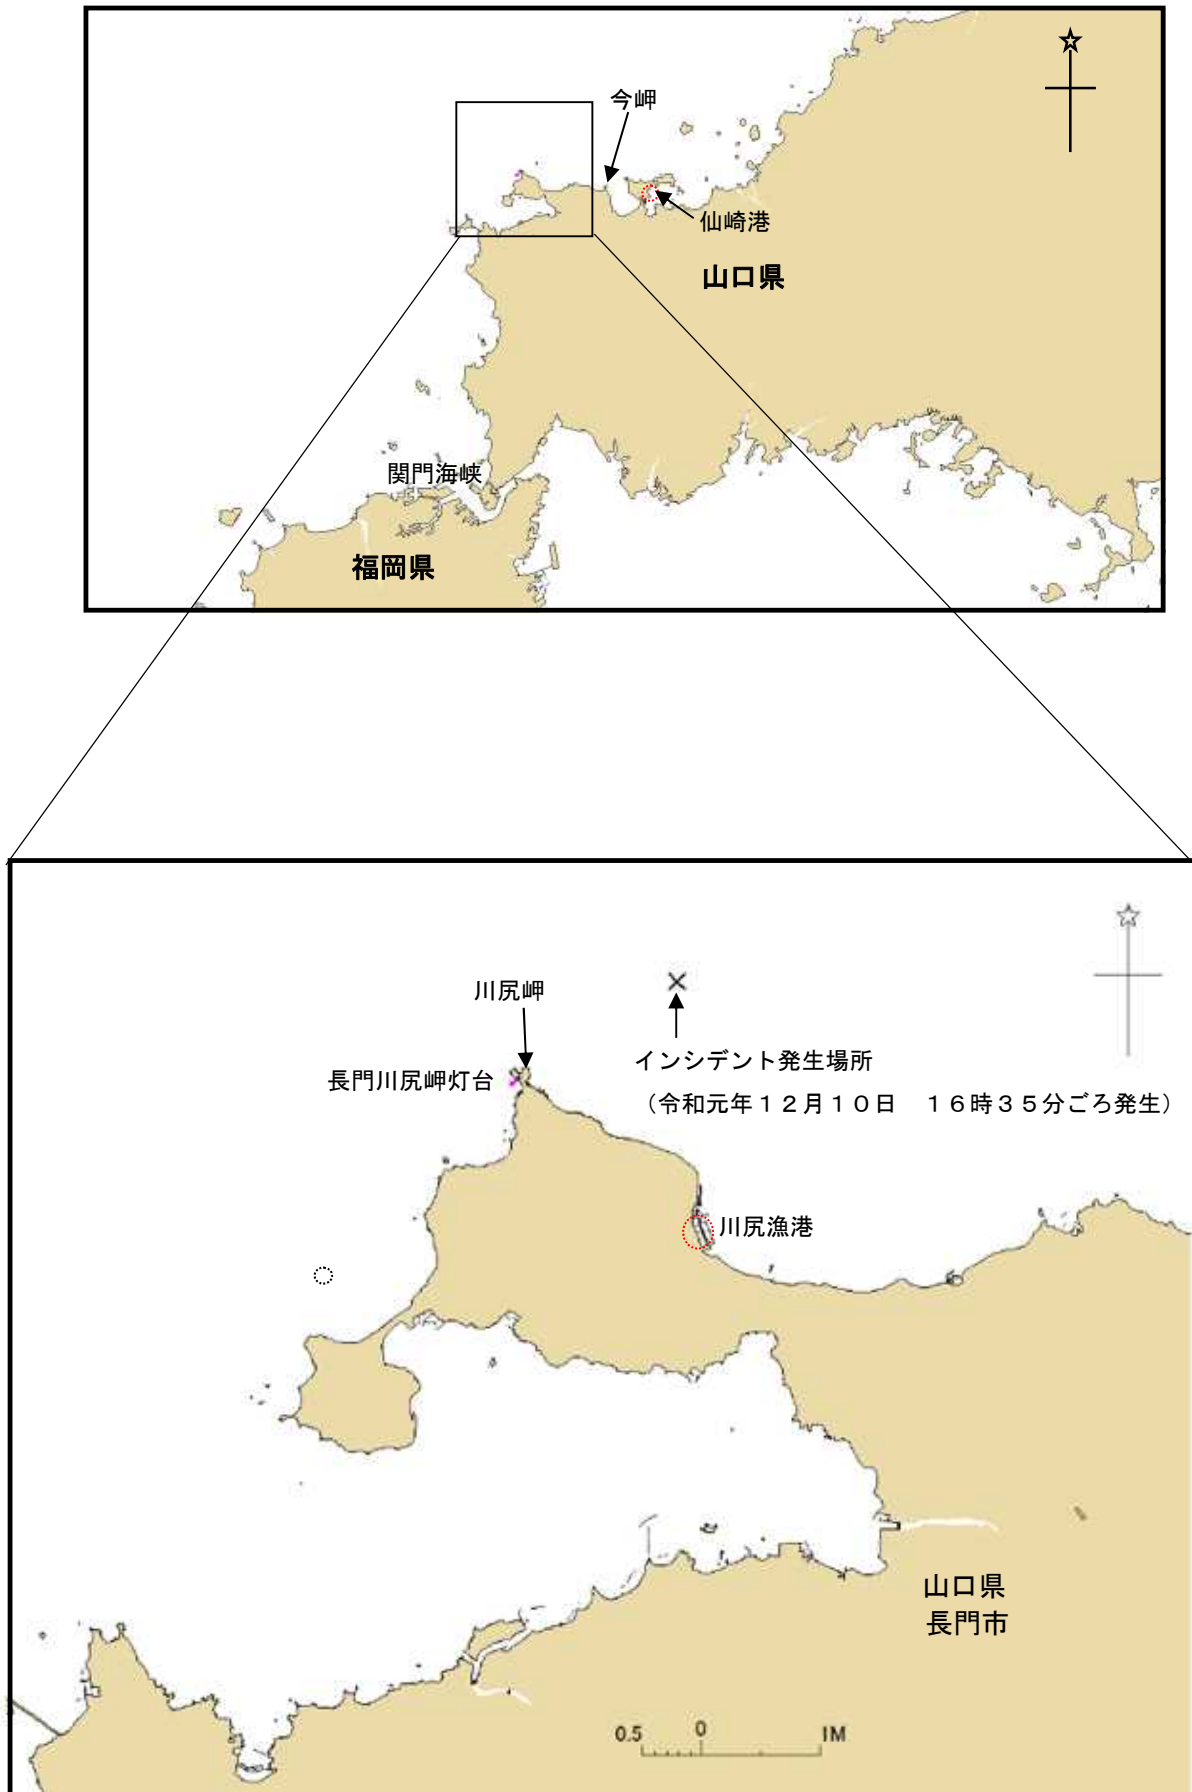 今岬
仙崎港
山口県
関門海峡
福岡県
川尻岬
長門川尻岬灯台
インシデント発生場所
（令和元年１２月１０日　１６時３５分ごろ発生）
川尻漁港
山口県
長門市
0.5 0 1M